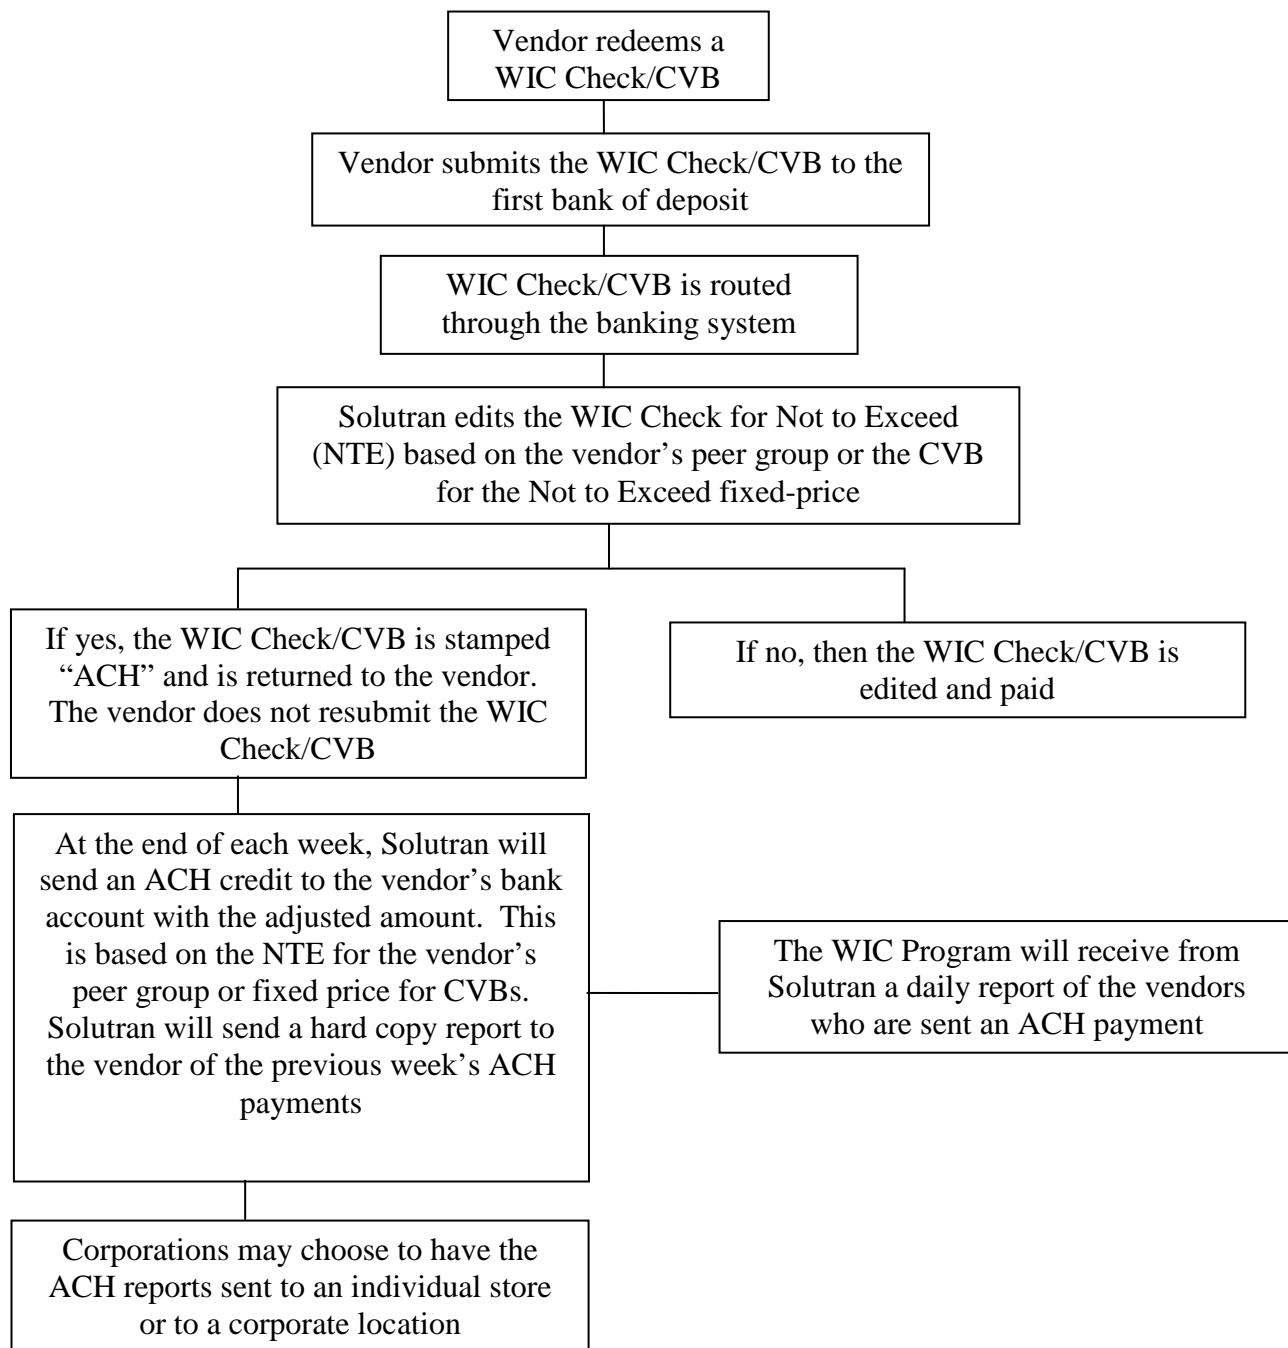 Vendor redeems a
WIC Check/CVB
Vendor submits the WIC Check/CVB to the
first bank of deposit
WIC Check/CVB is routed
through the banking system
Solutran edits the WIC Check for Not to Exceed
(NTE) based on the vendor’s peer group or the CVB
for the Not to Exceed fixed-price
If yes, the WIC Check/CVB is stamped
“ACH” and is returned to the vendor.
The vendor does not resubmit the WIC
Check/CVB
If no, then the WIC Check/CVB is
edited and paid
At the end of each week, Solutran will
send an ACH credit to the vendor’s bank
account with the adjusted amount.  This
is based on the NTE for the vendor’s
peer group or fixed price for CVBs.
Solutran will send a hard copy report to
the vendor of the previous week’s ACH
payments
The WIC Program will receive from
Solutran a daily report of the vendors
who are sent an ACH payment
Corporations may choose to have the
ACH reports sent to an individual store
or to a corporate location